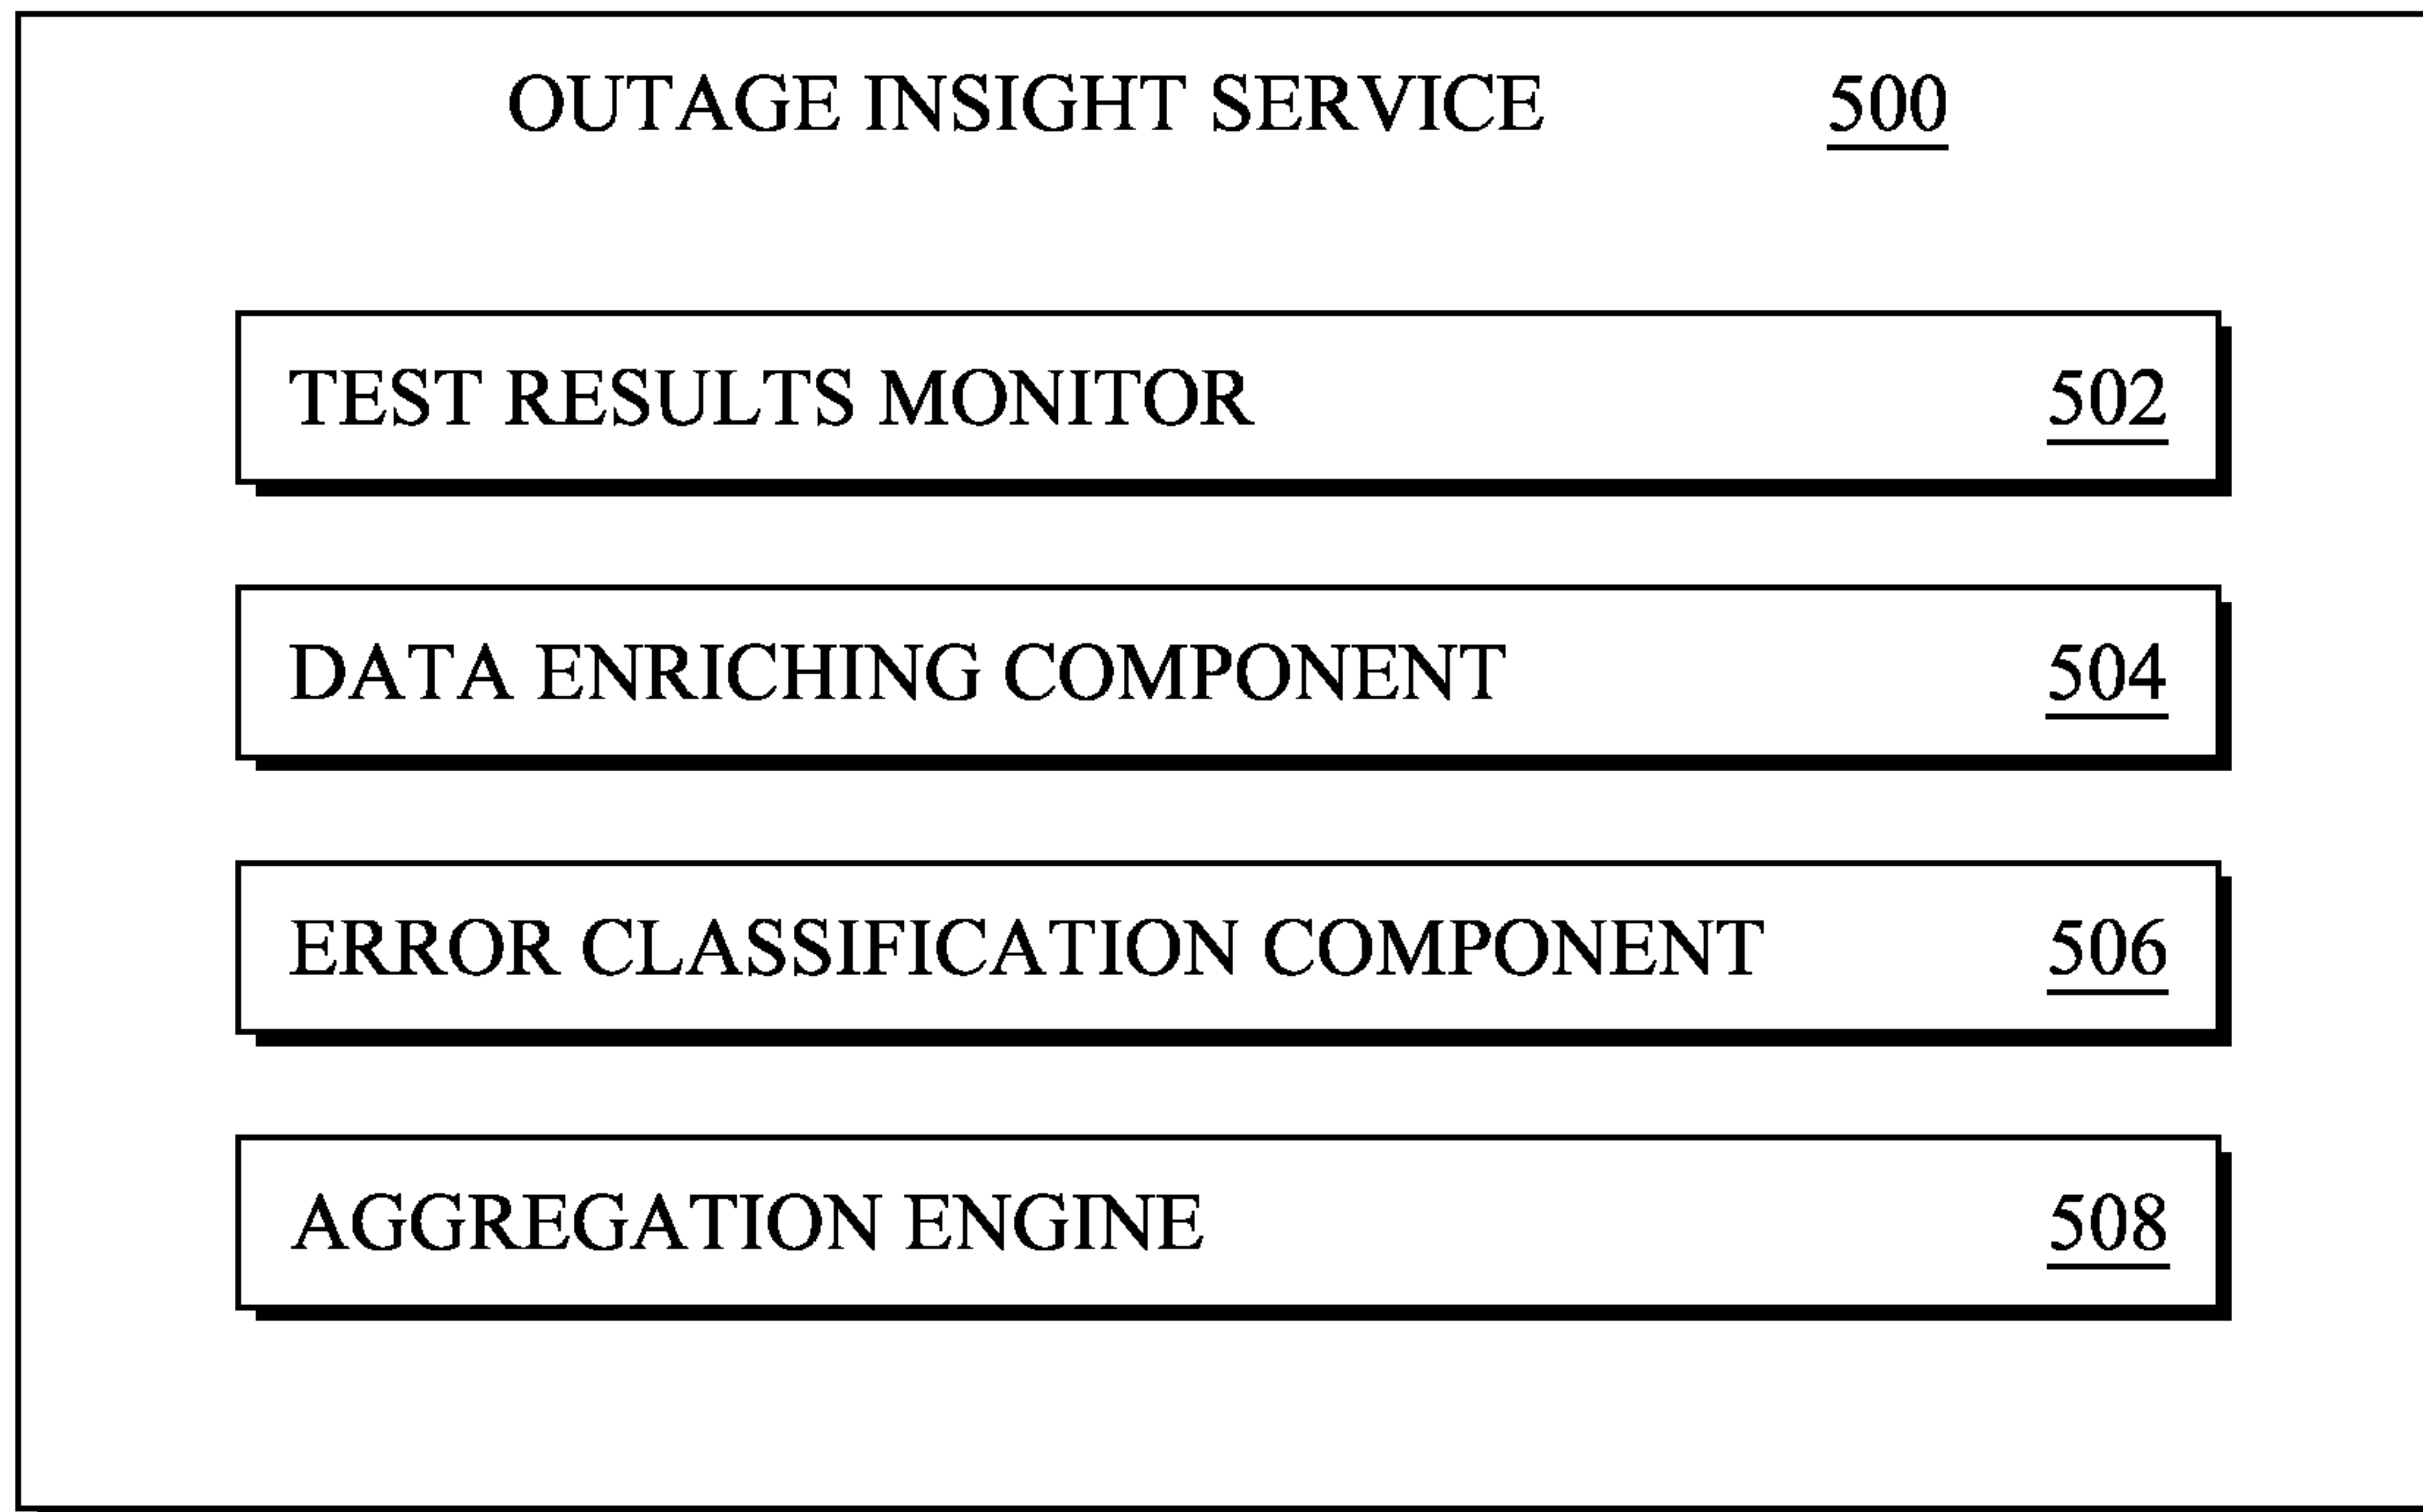 OUTAGE INSIGHT SERVICE 500
TEST RESULTS MONITOR 502
DATA ENRICHING COMPONENT 504
ERROR CLASSIFICATION COMPONENT 506
AGGREGATION ENGINE 508